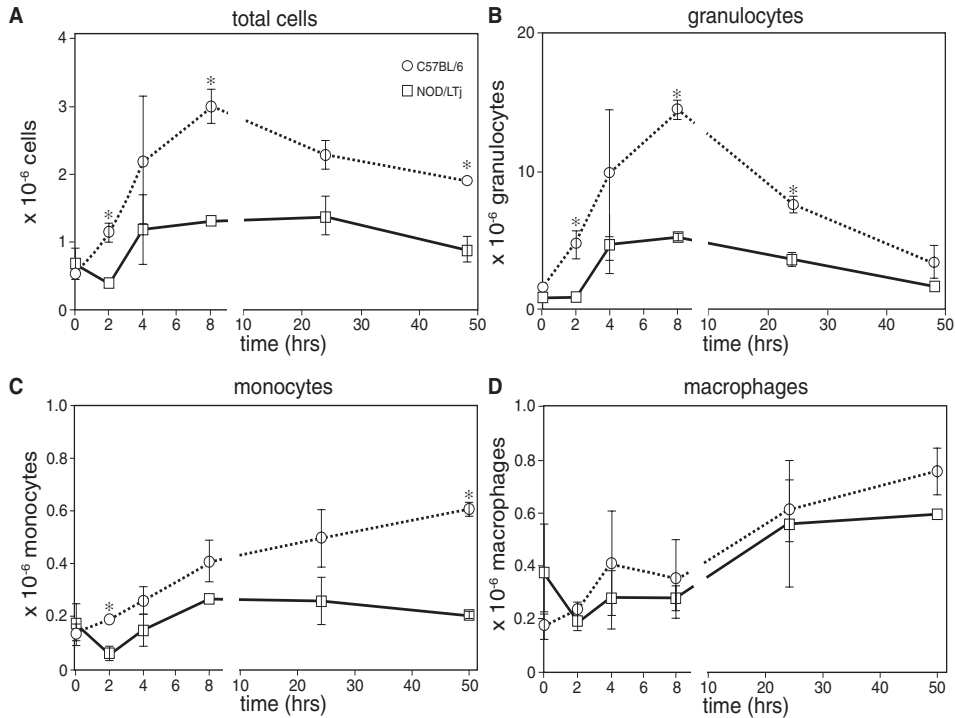 A total cells
4
3
2
1
0
x 10-6 cells
C57BL/6
NOD/LTj
*
*
*
0 2 4 6 8 10 20 30 40 50
time (hrs)
B granulocytes
20
10
0
x 10-6 granulocytes
*
*
*
0 2 4 6 8 10 20 30 40 50
time (hrs)
C monocytes
1.0
0.8
0.6
0.4
0.2
0
x 10-6 monocytes
*
*
0 2 4 6 8 10 20 30 40 50
time (hrs)
D macrophages
1.0
0.8
0.6
0.4
0.2
0
x 10-6 macrophages
0 2 4 6 8 10 20 30 40 50
time (hrs)